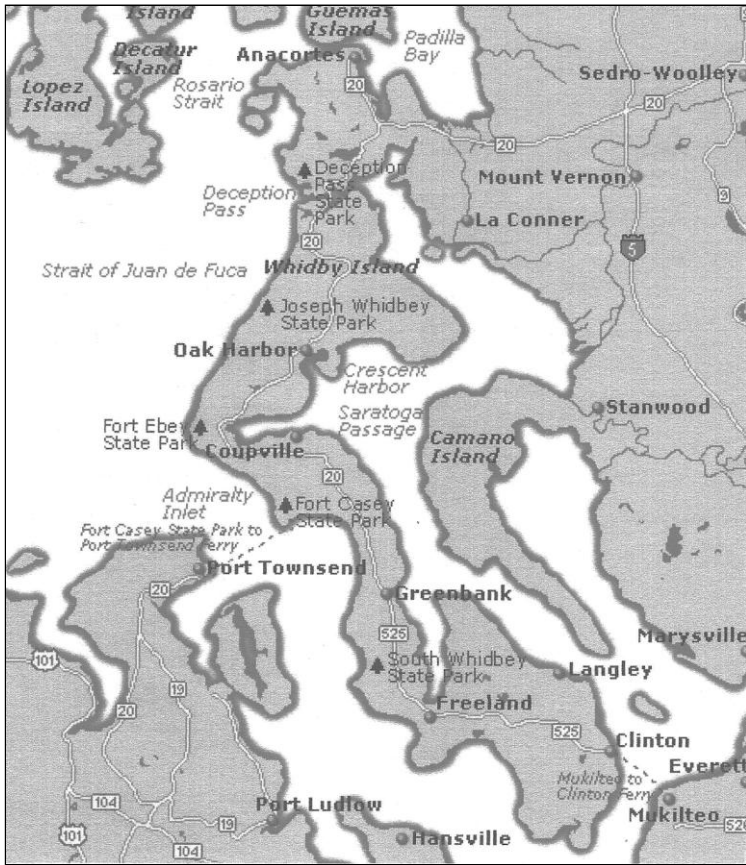 Island
Guemas
Island
Decatur
Island
Anacortes
Padilla
Bay
Lopez
Island
Rosario
Strait
Sedro-Woolley
20
20
20
Deception
Pass
State
Park
Mount Vernon
9
Deception
Pass
La Conner
20
5
Strait of Juan de Fuca
Whidby Island
Joseph Whidbey
State Park
Oak Harbor
Crescent
Harbor
Saratoga
Passage
Stanwood
Fort Ebey
State Park
Coupville
Camano
Island
20
Admiralty
Inlet
Fort Casey
State Park
Fort Casey State Park to
Port Townsend Ferry
Port Townsend
20
Greenbank
525
Marysville
101
19
South Whidbey
State Park
Langley
20
Freeland
525
Clinton
Everett
Mukilteo to
Clinton Ferry
104
Port Ludlow
Mukilteo
101
19
Hansville
526
104